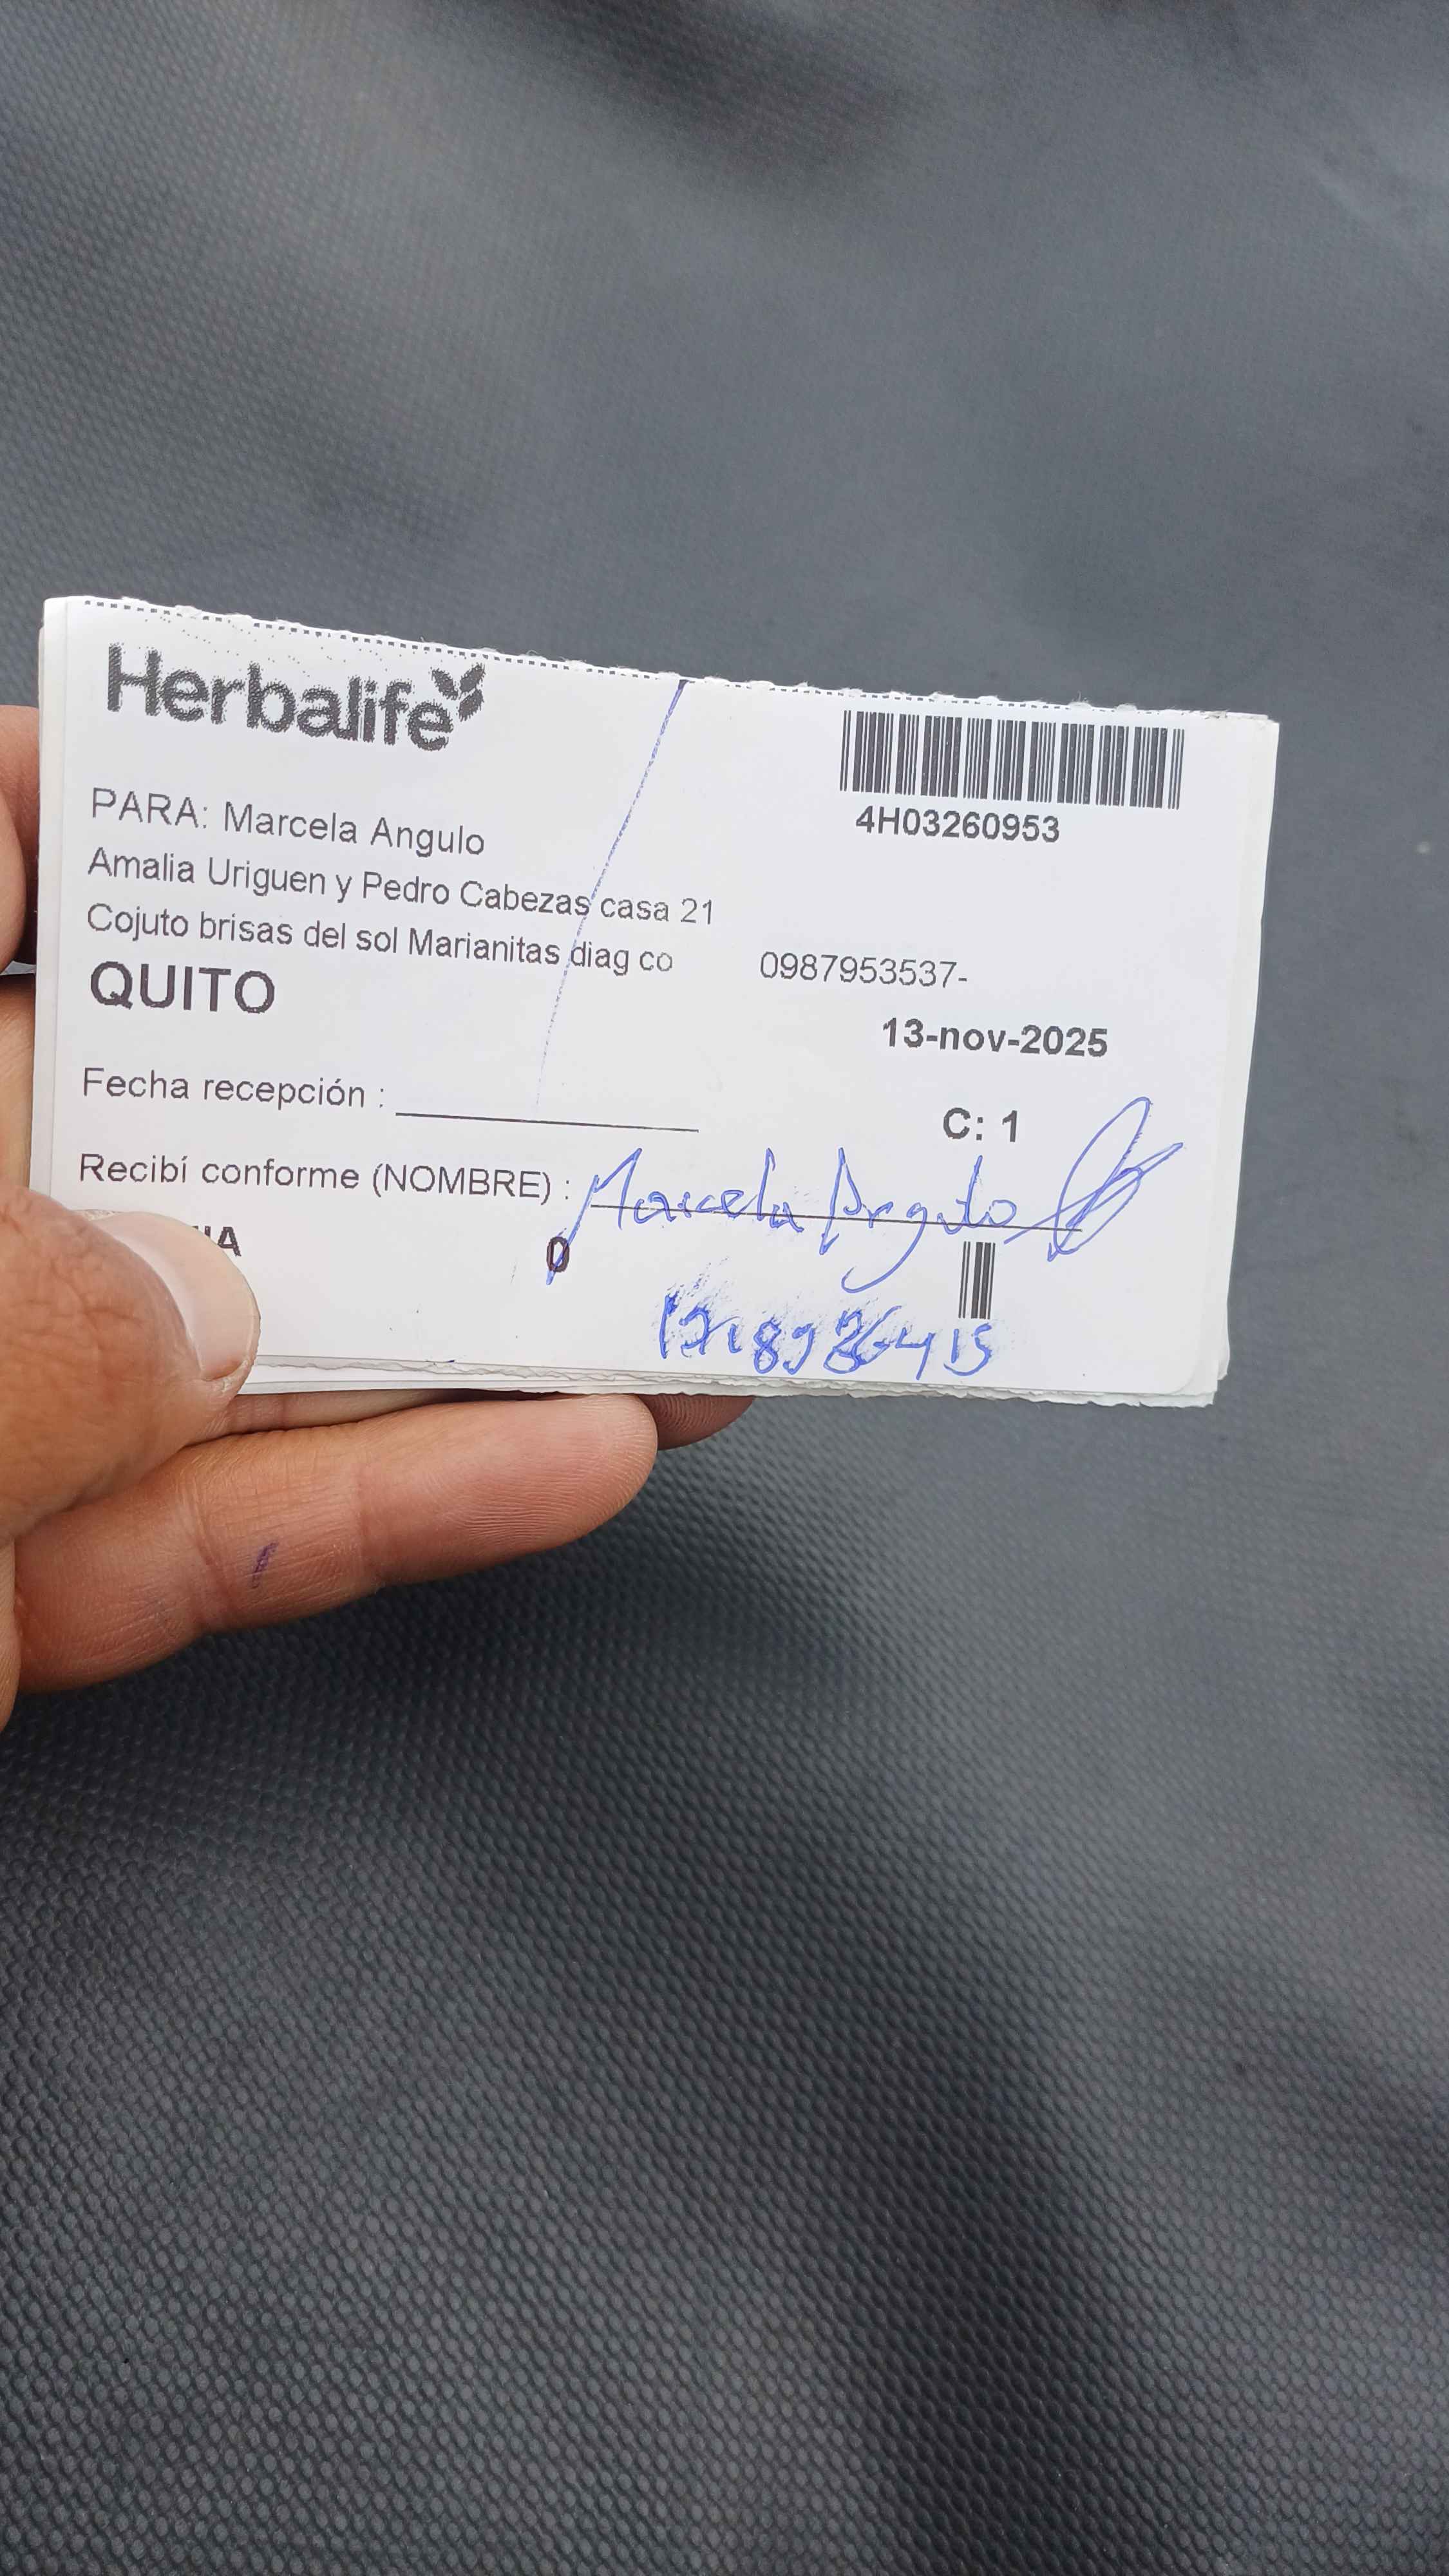 Herbalife
4H03260953
PARA: Marcela Angulo
Amalia Uriguen y Pedro Cabezas casa 21
Cojuto brisas del sol Marianitas diag co 0987953537-
QUITO
13-nov-2025
Fecha recepción :
C: 1
Recibí conforme (NOMBRE) : Marcela Angulo
0